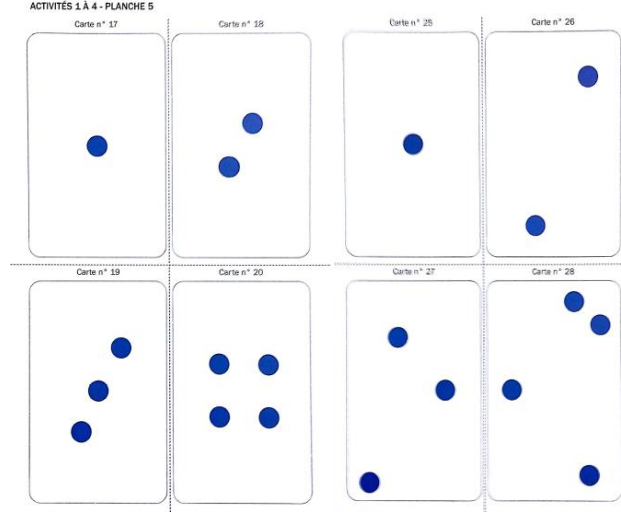 ACTIVITÉS 1 À 4 - PLANCHE 5
Carte n° 17
Carte n° 18
Carte n° 25
Carte n° 26
Carte n° 19
Carte n° 20
Carte n° 27
Carte n° 28